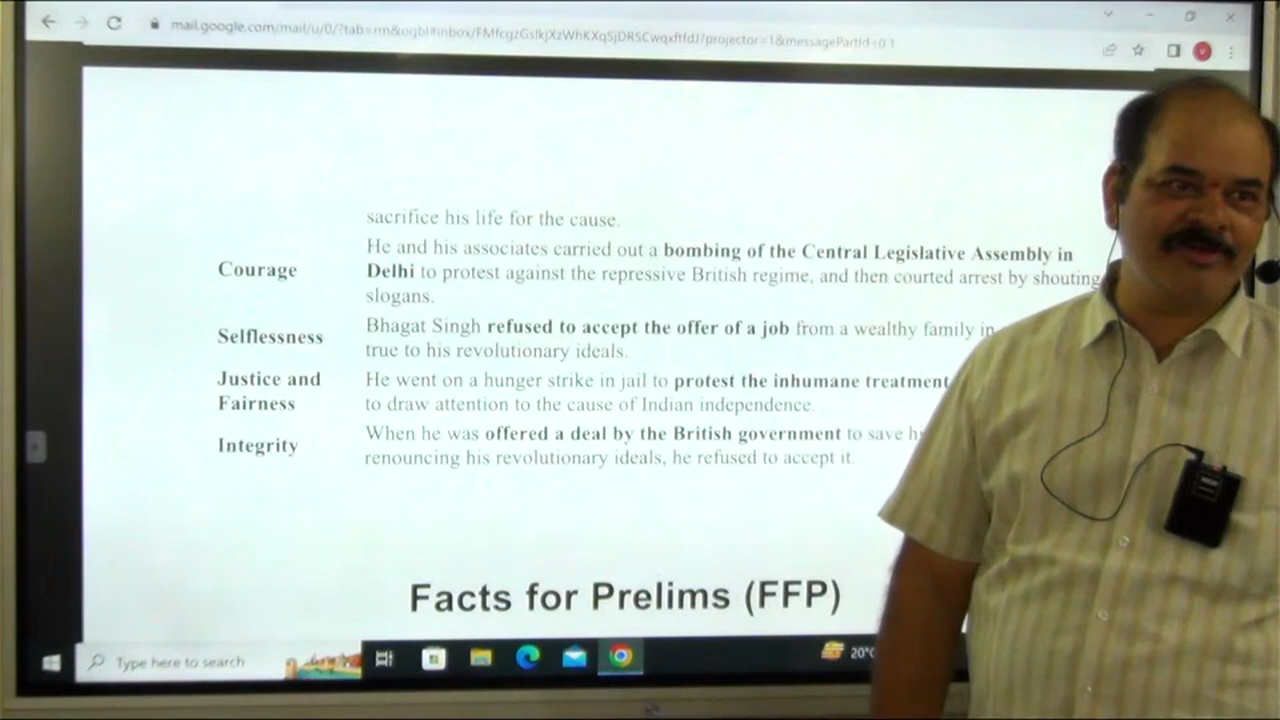 mail.google.com/mail/u/0/?tab=rm&ogbl#inbox/FMfcgzGslkjXzWhKXqSjDRSCwqxftfdJ?projector=1&messagePartId=0.1
sacrifice his life for the cause.
He and his associates carried out a bombing of the Central Legislative Assembly in
Courage
Delhi to protest against the repressive British regime, and then courted arrest by shouting
slogans.
Bhagat Singh refused to accept the offer of a job from a wealthy family in
Selflessness
true to his revolutionary ideals.
Justice and He went on a hunger strike in jail to protest the inhumane treatment
Fairness to draw attention to the cause of Indian independence.
When he was offered a deal by the British government to save
Integrity
renouncing his revolutionary ideals, he refused to accept it.
Facts for Prelims (FFP)
Type here to search
20°C